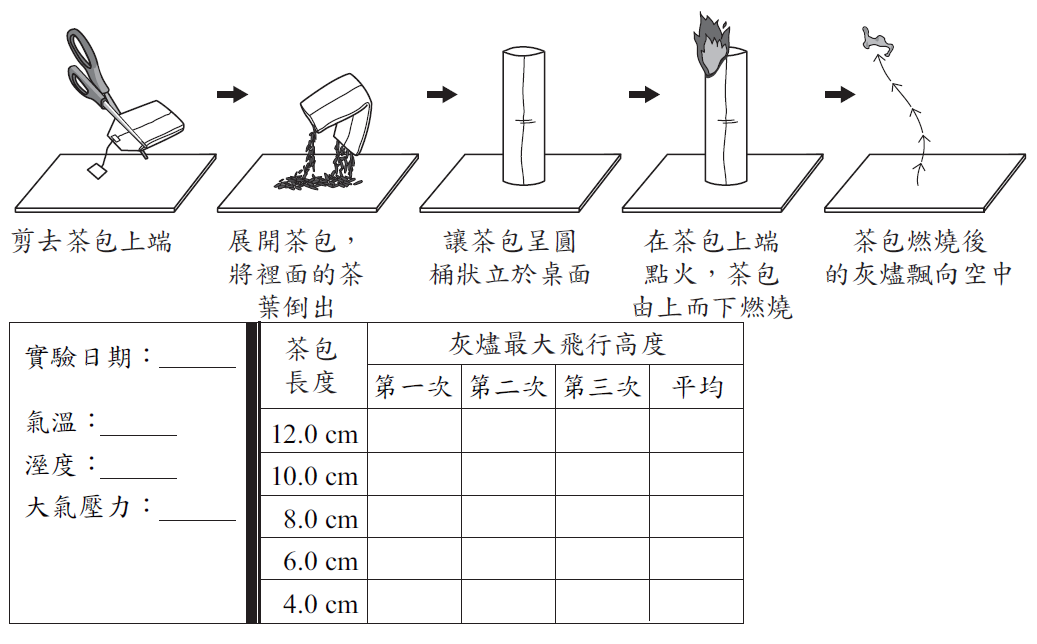 剪去茶包上端
展開茶包，
將裡面的茶
葉倒出
讓茶包呈圓
桶狀立於桌面
在茶包上端
點火，茶包
由上而下燃燒
茶包燃燒後
的灰燼飄向空中
實驗日期：
氣溫：
溼度：
大氣壓力：
茶包
長度
灰燼最大飛行高度
第一次 第二次 第三次 平均
12.0 cm
10.0 cm
8.0 cm
6.0 cm
4.0 cm